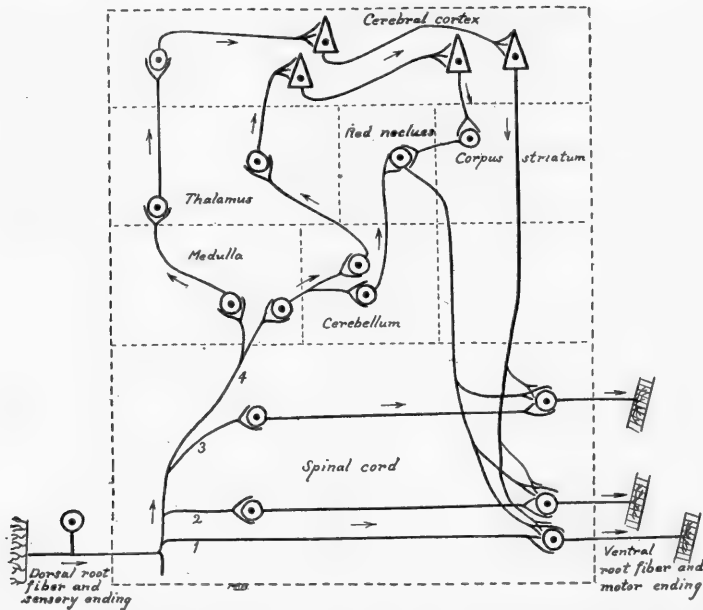 Cerebral cortex
Red necluss
Corpus striatum
Thalamus
Medulla
Cerebellum
4
3
Spinal cord
2
1
Dorsal root
fiber and
sensory ending
Ventral
root fiber and
motor ending